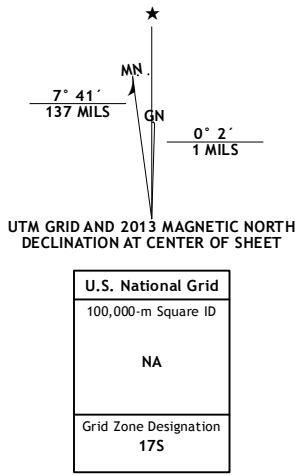 ★
MN
7° 41´
137 MILS
GN
0° 2´
1 MILS
UTM GRID AND 2013 MAGNETIC NORTH
DECLINATION AT CENTER OF SHEET
U.S. National Grid
100,000-m Square ID
NA
Grid Zone Designation
17S